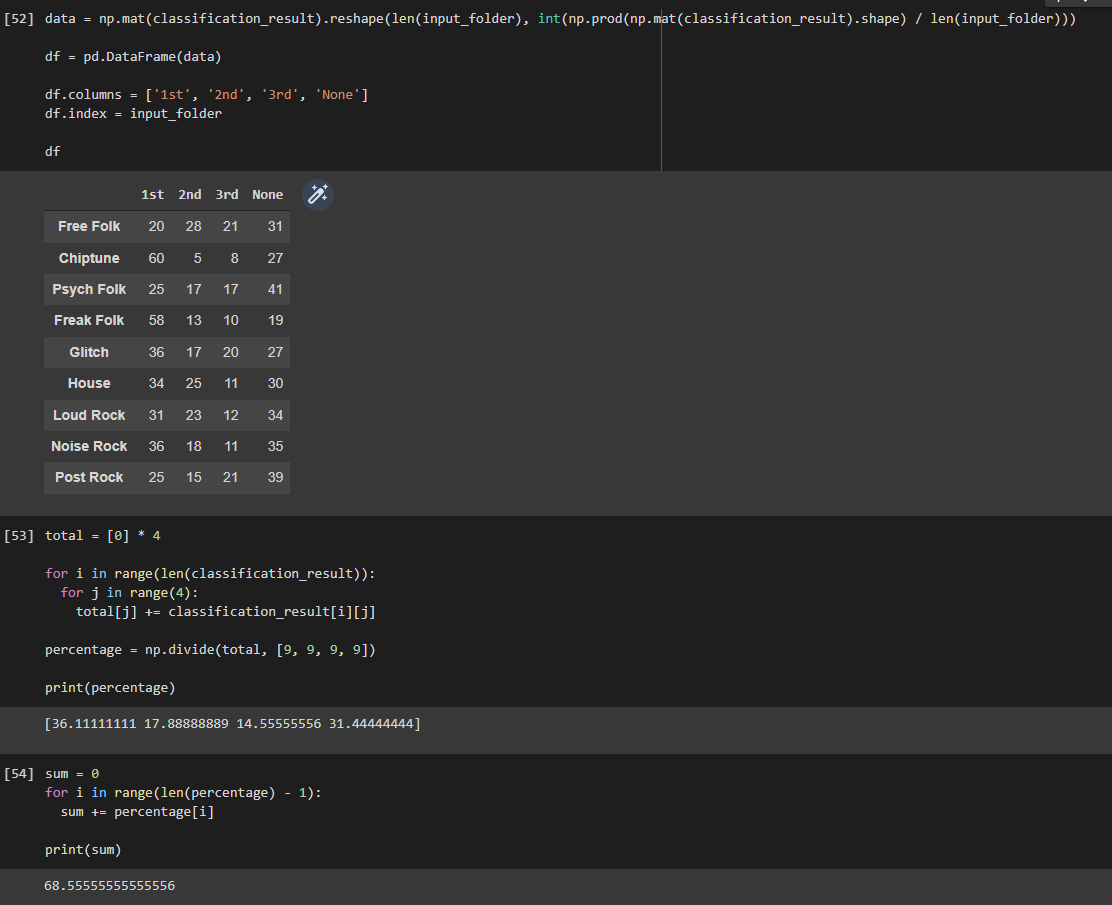 [52] data = np.mat(classification_result).reshape(len(input_folder), int(np.prod(np.mat(classification_result).shape) / len(input_folder)))
df = pd.DataFrame(data)
df.columns = ['1st', '2nd', '3rd', 'None']
df.index = input_folder
df
1st 2nd 3rd None
Free Folk 20 28 21 31
Chiptune 60 5 8 27
Psych Folk 25 17 17 41
Freak Folk 58 13 10 19
Glitch 36 17 20 27
House 34 25 11 30
Loud Rock 31 23 12 34
Noise Rock 36 18 11 35
Post Rock 25 15 21 39
[53] total = [0] * 4
for i in range(len(classification_result)):
  for j in range(4):
    total[j] += classification_result[i][j]
percentage = np.divide(total, [9, 9, 9, 9])
print(percentage)
[36.11111111 17.88888889 14.55555556 31.44444444]
[54] sum = 0
for i in range(len(percentage) - 1):
  sum += percentage[i]
print(sum)
68.55555555555556